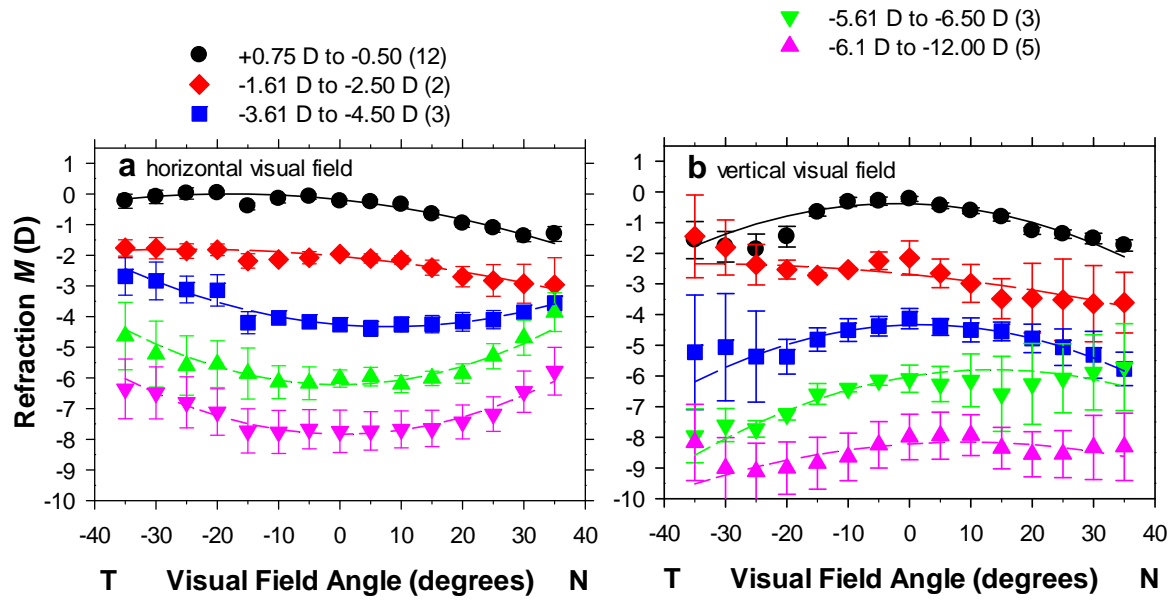 +0.75 D to -0.50 (12)
-1.61 D to -2.50 D (2)
-3.61 D to -4.50 D (3)
-5.61 D to -6.50 D (3)
-6.1 D to -12.00 D (5)
a horizontal visual field
Refraction M (D)
1
0
-1
-2
-3
-4
-5
-6
-7
-8
-9
-10
-40 -30 -20 -10 0 10 20 30 40
T Visual Field Angle (degrees) N
b vertical visual field
1
0
-1
-2
-3
-4
-5
-6
-7
-8
-9
-10
-40 -30 -20 -10 0 10 20 30 40
T Visual Field Angle (degrees) N